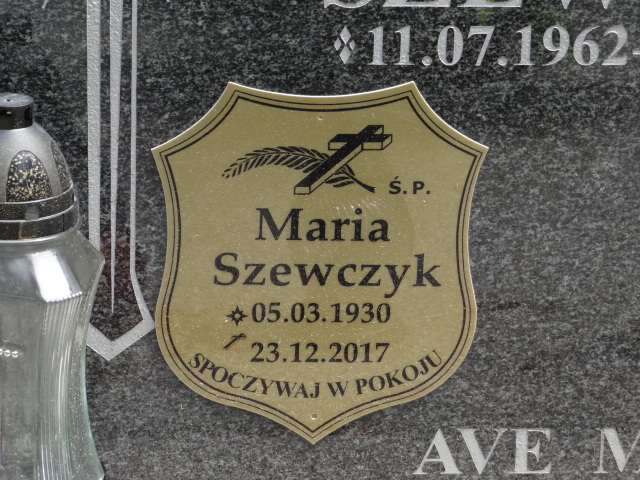 11.07.1962-
Ś.P.
Maria
Szewczyk
05.03.1930
23.12.2017
SPOCZYWAJ W POKOJU
AVE